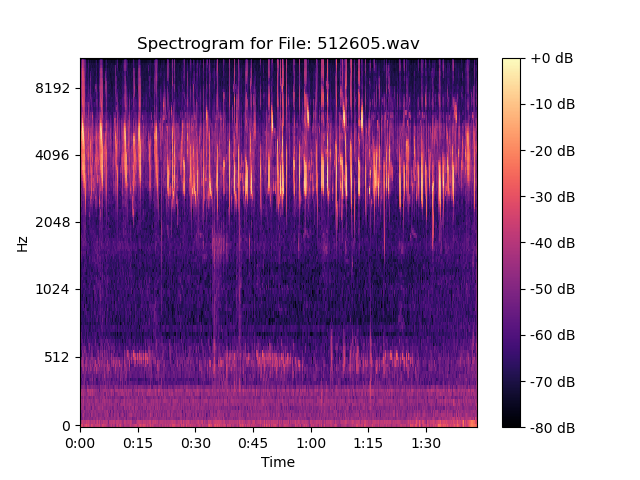 Spectrogram for File: 512605.wav
Hz
8192
4096
2048
1024
512
0
0:00
0:15
0:30
0:45
1:00
1:15
1:30
Time
+0 dB
-10 dB
-20 dB
-30 dB
-40 dB
-50 dB
-60 dB
-70 dB
-80 dB